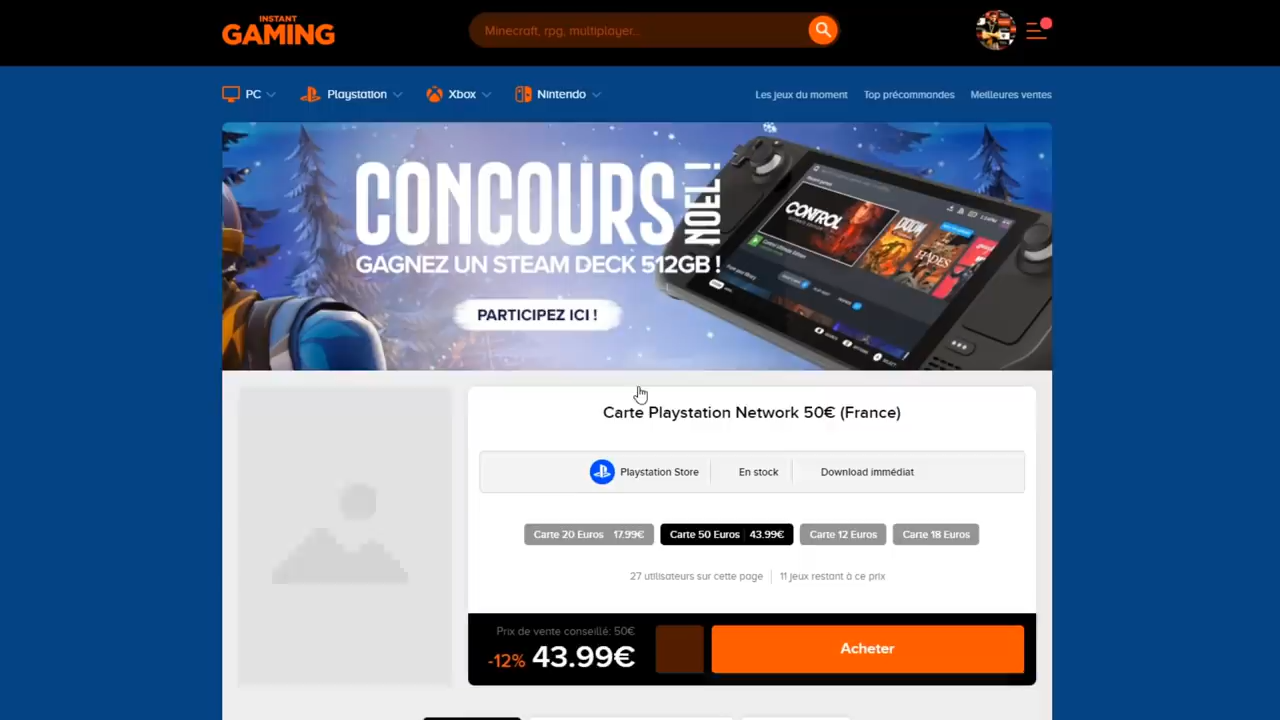 INSTANT
GAMING
Minecraft, rpg, multiplayer...
PC
Playstation
Xbox
Nintendo
Les jeux du moment
Top précommandes
Meilleures ventes
CONCOURS
NOEL !
GAGNEZ UN STEAM DECK 512GB !
PARTICIPEZ ICI !
CONTROL
DOOM
HADES
Carte Playstation Network 50€ (France)
Playstation Store
En stock
Download immédiat
Carte 20 Euros 17.99€
Carte 50 Euros 43.99€
Carte 12 Euros
Carte 18 Euros
27 utilisateurs sur cette page
11 jeux restant à ce prix
Prix de vente conseillé: 50€
-12% 43.99€
Acheter